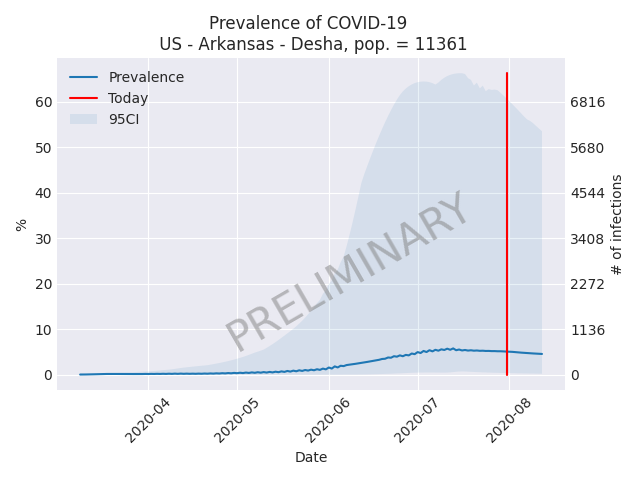 Prevalence of COVID-19
US - Arkansas - Desha, pop. = 11361
Prevalence
Today
95CI
60
50
40
30
20
10
0
%
6816
5680
4544
3408
2272
1136
0
# of infections
PRELIMINARY
2020-04
2020-05
2020-06
2020-07
2020-08
Date